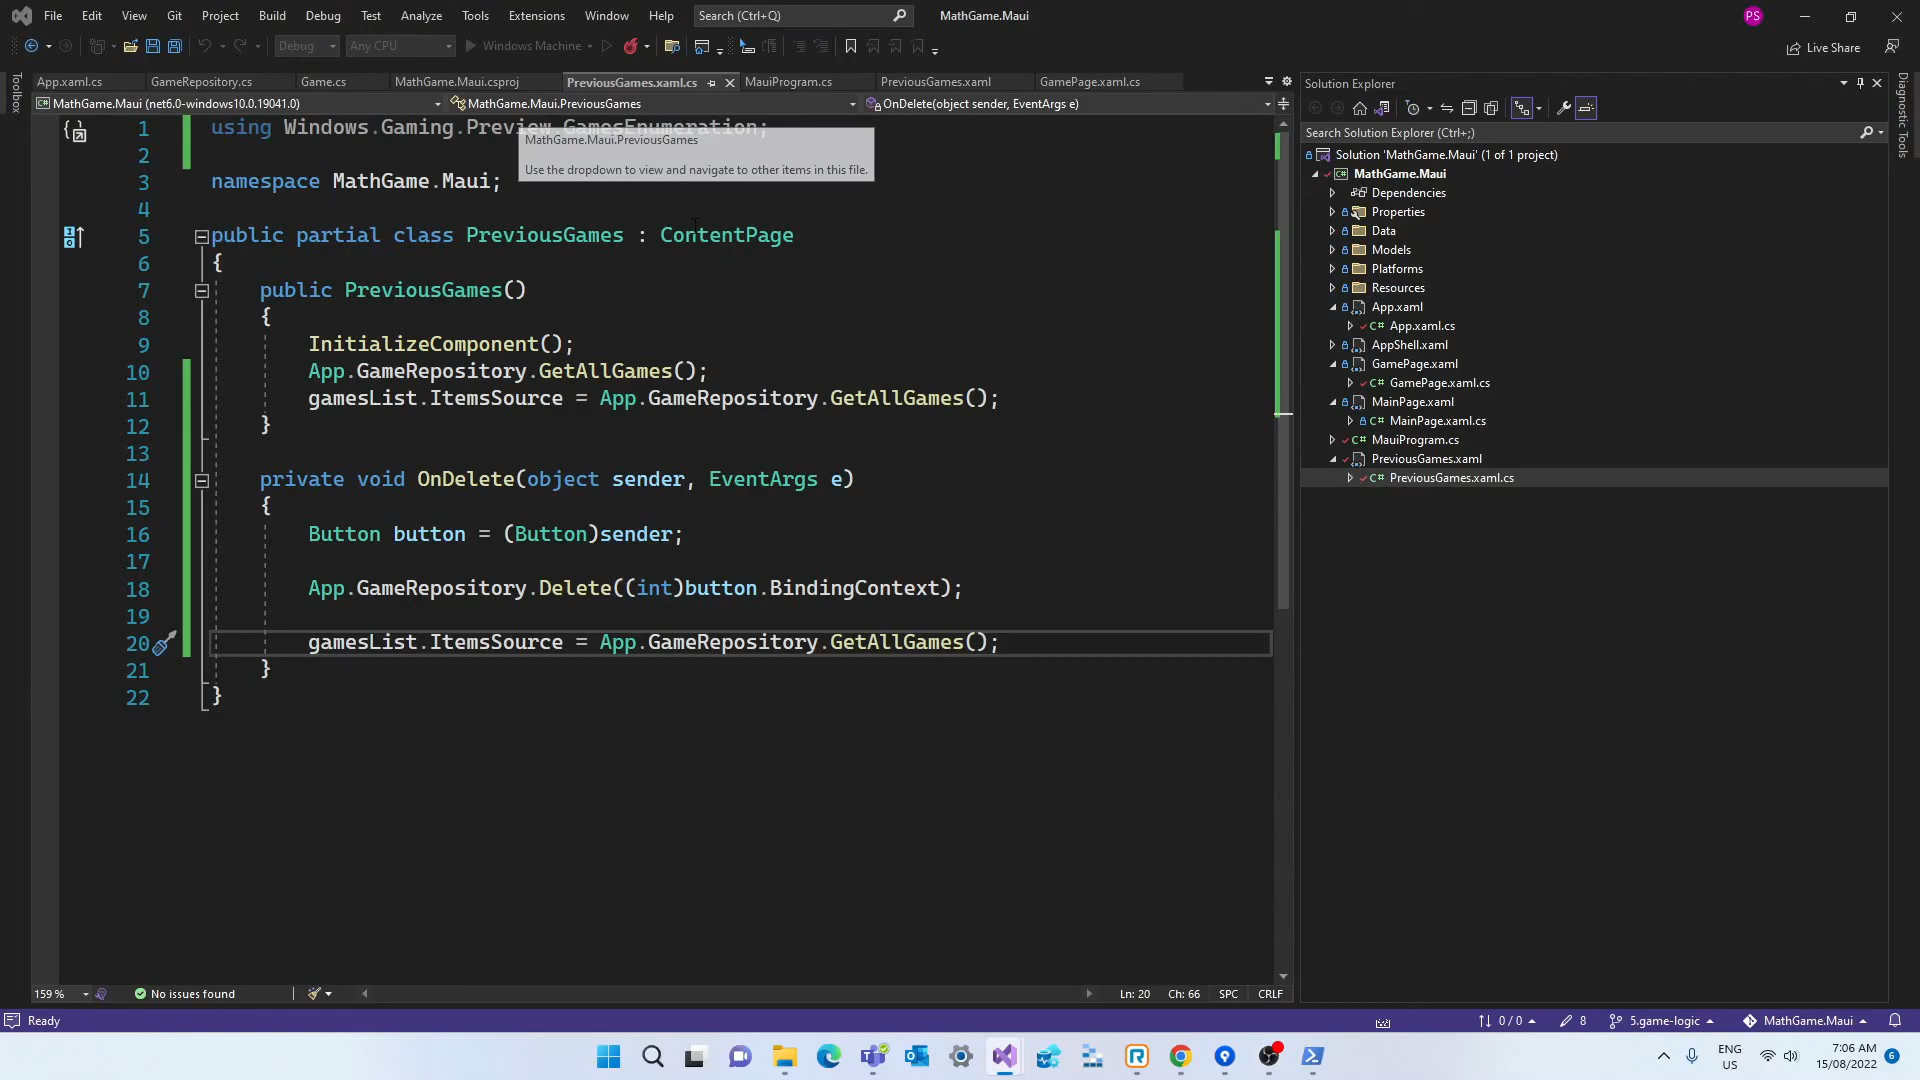 File Edit View Git Project Build Debug Test Analyze Tools Extensions Window Help Search (Ctrl+Q) MathGame.Maui PS
Debug Any CPU Windows Machine Live Share
App.xaml.cs GameRepository.cs Game.cs MathGame.Maui.csproj PreviousGames.xaml.cs MauiProgram.cs PreviousGames.xaml GamePage.xaml.cs
MathGame.Maui (net6.0-windows10.0.19041.0) MathGame.Maui.PreviousGames OnDelete(object sender, EventArgs e)
Toolbox
1 using Windows.Gaming.Preview.GamesEnumeration;
MathGame.Maui.PreviousGames
Use the dropdown to view and navigate to other items in this file.
2
3 namespace MathGame.Maui;
4
5 public partial class PreviousGames : ContentPage
6 {
7 public PreviousGames()
8 {
9 InitializeComponent();
10 App.GameRepository.GetAllGames();
11 gamesList.ItemsSource = App.GameRepository.GetAllGames();
12 }
13
14 private void OnDelete(object sender, EventArgs e)
15 {
16 Button button = (Button)sender;
17
18 App.GameRepository.Delete((int)button.BindingContext);
19
20 gamesList.ItemsSource = App.GameRepository.GetAllGames();
21 }
22 }
159 % No issues found Ln: 20 Ch: 66 SPC CRLF
Solution Explorer
Search Solution Explorer (Ctrl+;)
Solution 'MathGame.Maui' (1 of 1 project)
C# MathGame.Maui
Dependencies
Properties
Data
Models
Platforms
Resources
App.xaml
C# App.xaml.cs
AppShell.xaml
GamePage.xaml
C# GamePage.xaml.cs
MainPage.xaml
C# MainPage.xaml.cs
C# MauiProgram.cs
PreviousGames.xaml
C# PreviousGames.xaml.cs
Diagnostic Tools
Ready 0 / 0 8 5.game-logic MathGame.Maui
ENG
US
7:06 AM
15/08/2022
6